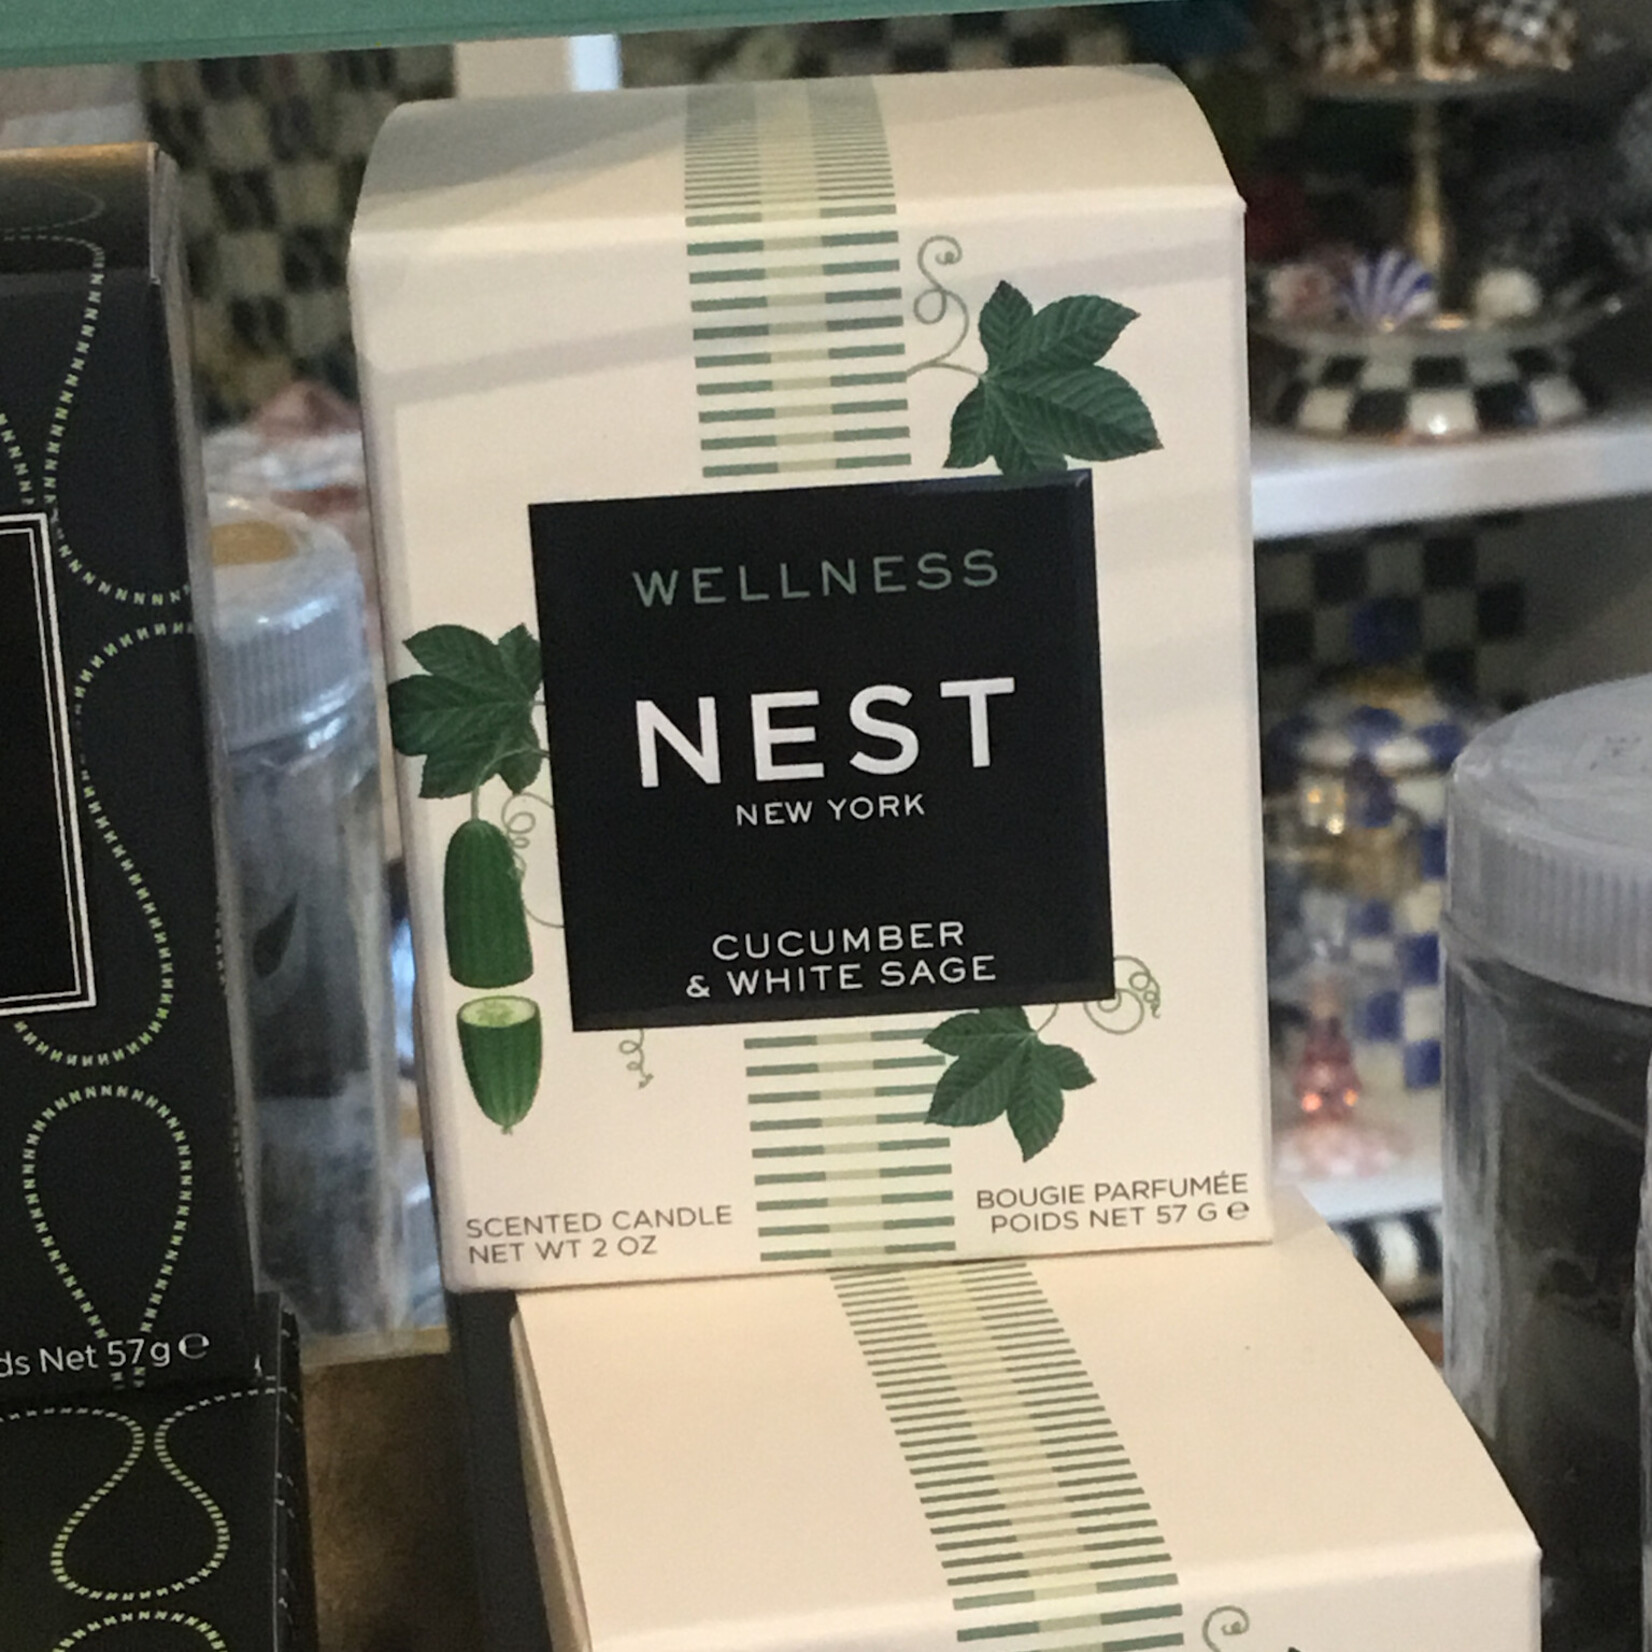 WELLNESS
NEST
NEW YORK
CUCUMBER
& WHITE SAGE
SCENTED CANDLE
NET WT 2 OZ
BOUGIE PARFUMÉE
POIDS NET 57 G ℮
Net 57g ℮